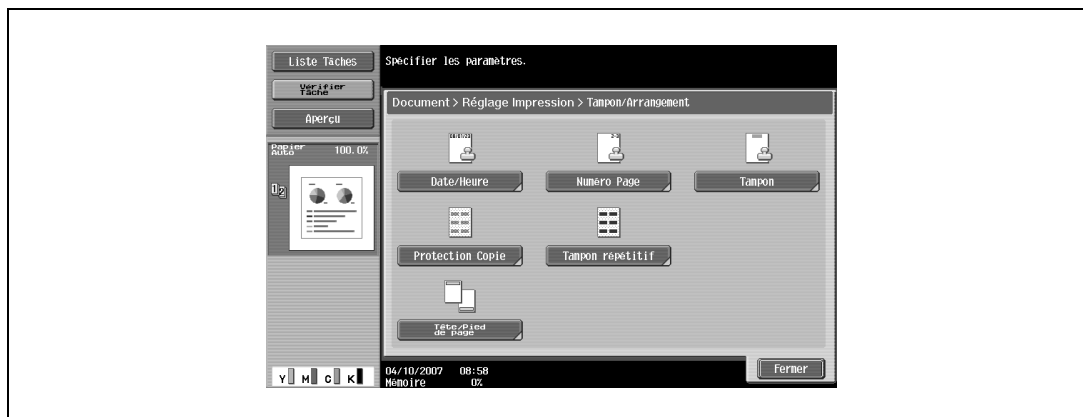 Liste Tâches
Vérifier
Tâche
Aperçu
Papier
Auto
100.0%
1 2
Spécifier les paramètres.
Document > Réglage Impression > Tampon/Arrangement
Date/Heure
Numéro Page
Tampon
Protection Copie
Tampon répétitif
Tête/Pied
de page
Y M C K
04/10/2007 08:58
Mémoire 0%
Fermer